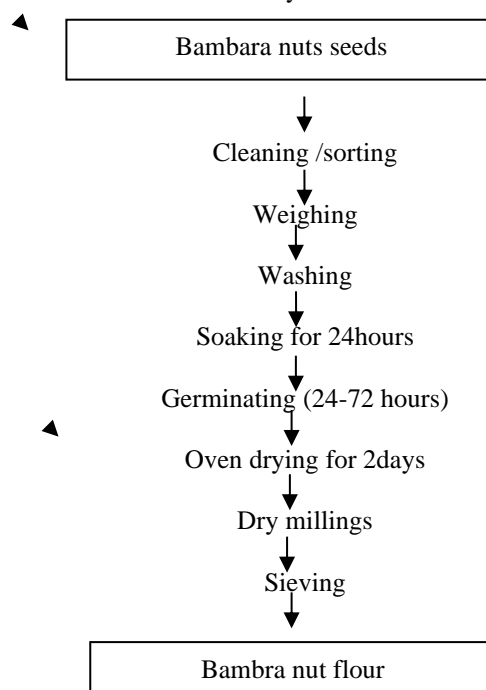 Bambara nuts seeds
Cleaning /sorting
Weighing
Washing
Soaking for 24hours
Germinating (24-72 hours)
Oven drying for 2days
Dry millings
Sieving
Bambra nut flour